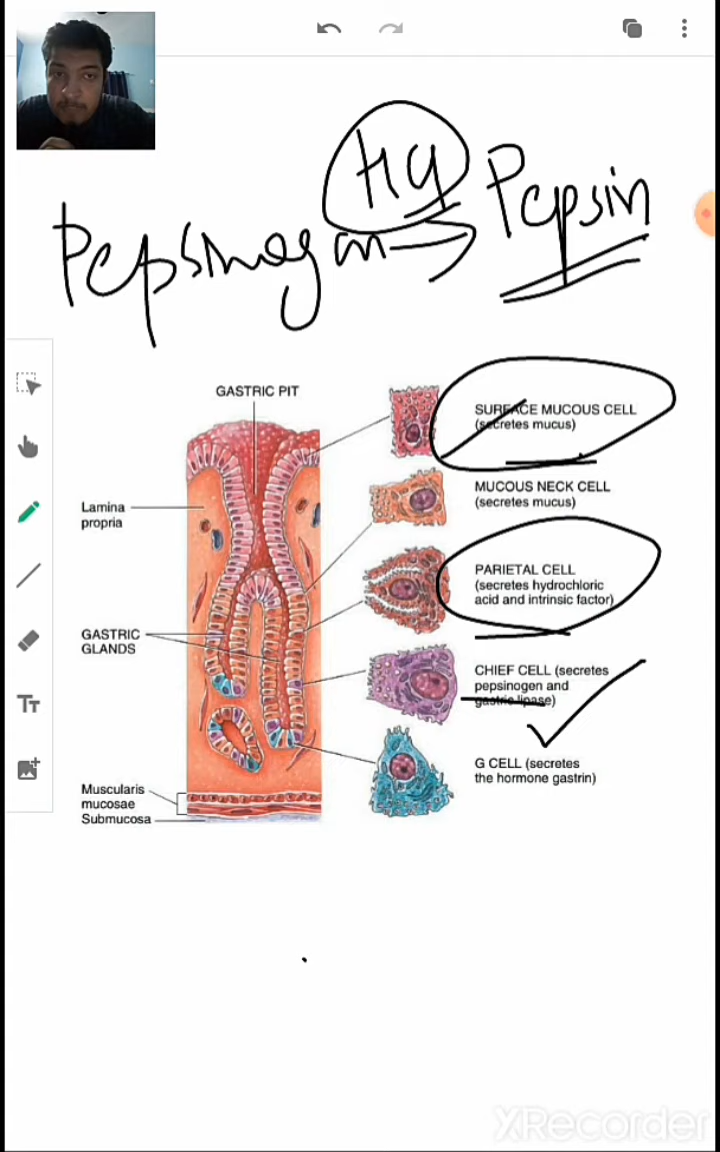 HCl
Pepsinogen → Pepsin
GASTRIC PIT
SURFACE MUCOUS CELL
(secretes mucus)
MUCOUS NECK CELL
(secretes mucus)
Lamina
propria
PARIETAL CELL
(secretes hydrochloric
acid and intrinsic factor)
GASTRIC
GLANDS
CHIEF CELL (secretes
pepsinogen and
gastric lipase)
G CELL (secretes
the hormone gastrin)
Muscularis
mucosae
Submucosa
TT
XRecorder